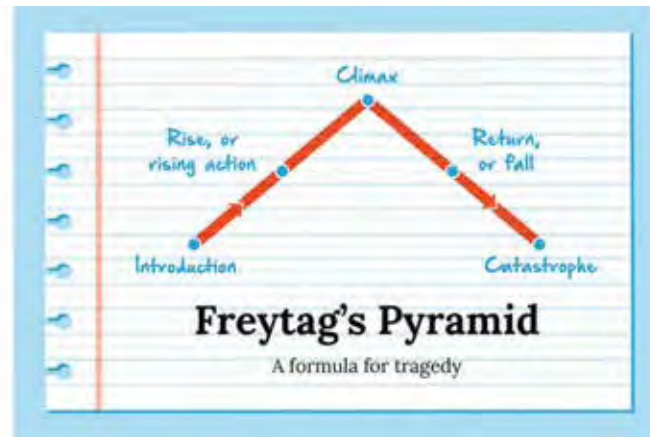 Climax
Rise, or
rising action
Return,
or fall
Introduction
Catastrophe
Freytag's Pyramid
A formula for tragedy